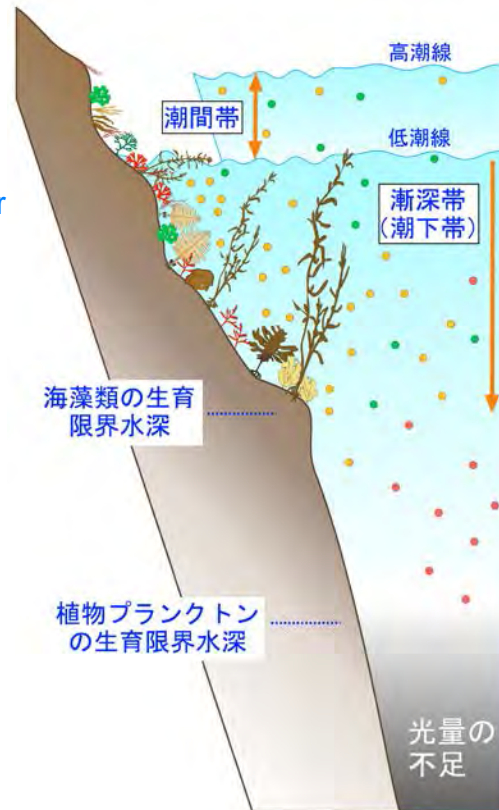 高潮線
潮間帯
低潮線
漸深帯
(潮下帯)
r
海藻類の生育
限界水深
植物プランクトン
の生育限界水深
光量の
不足